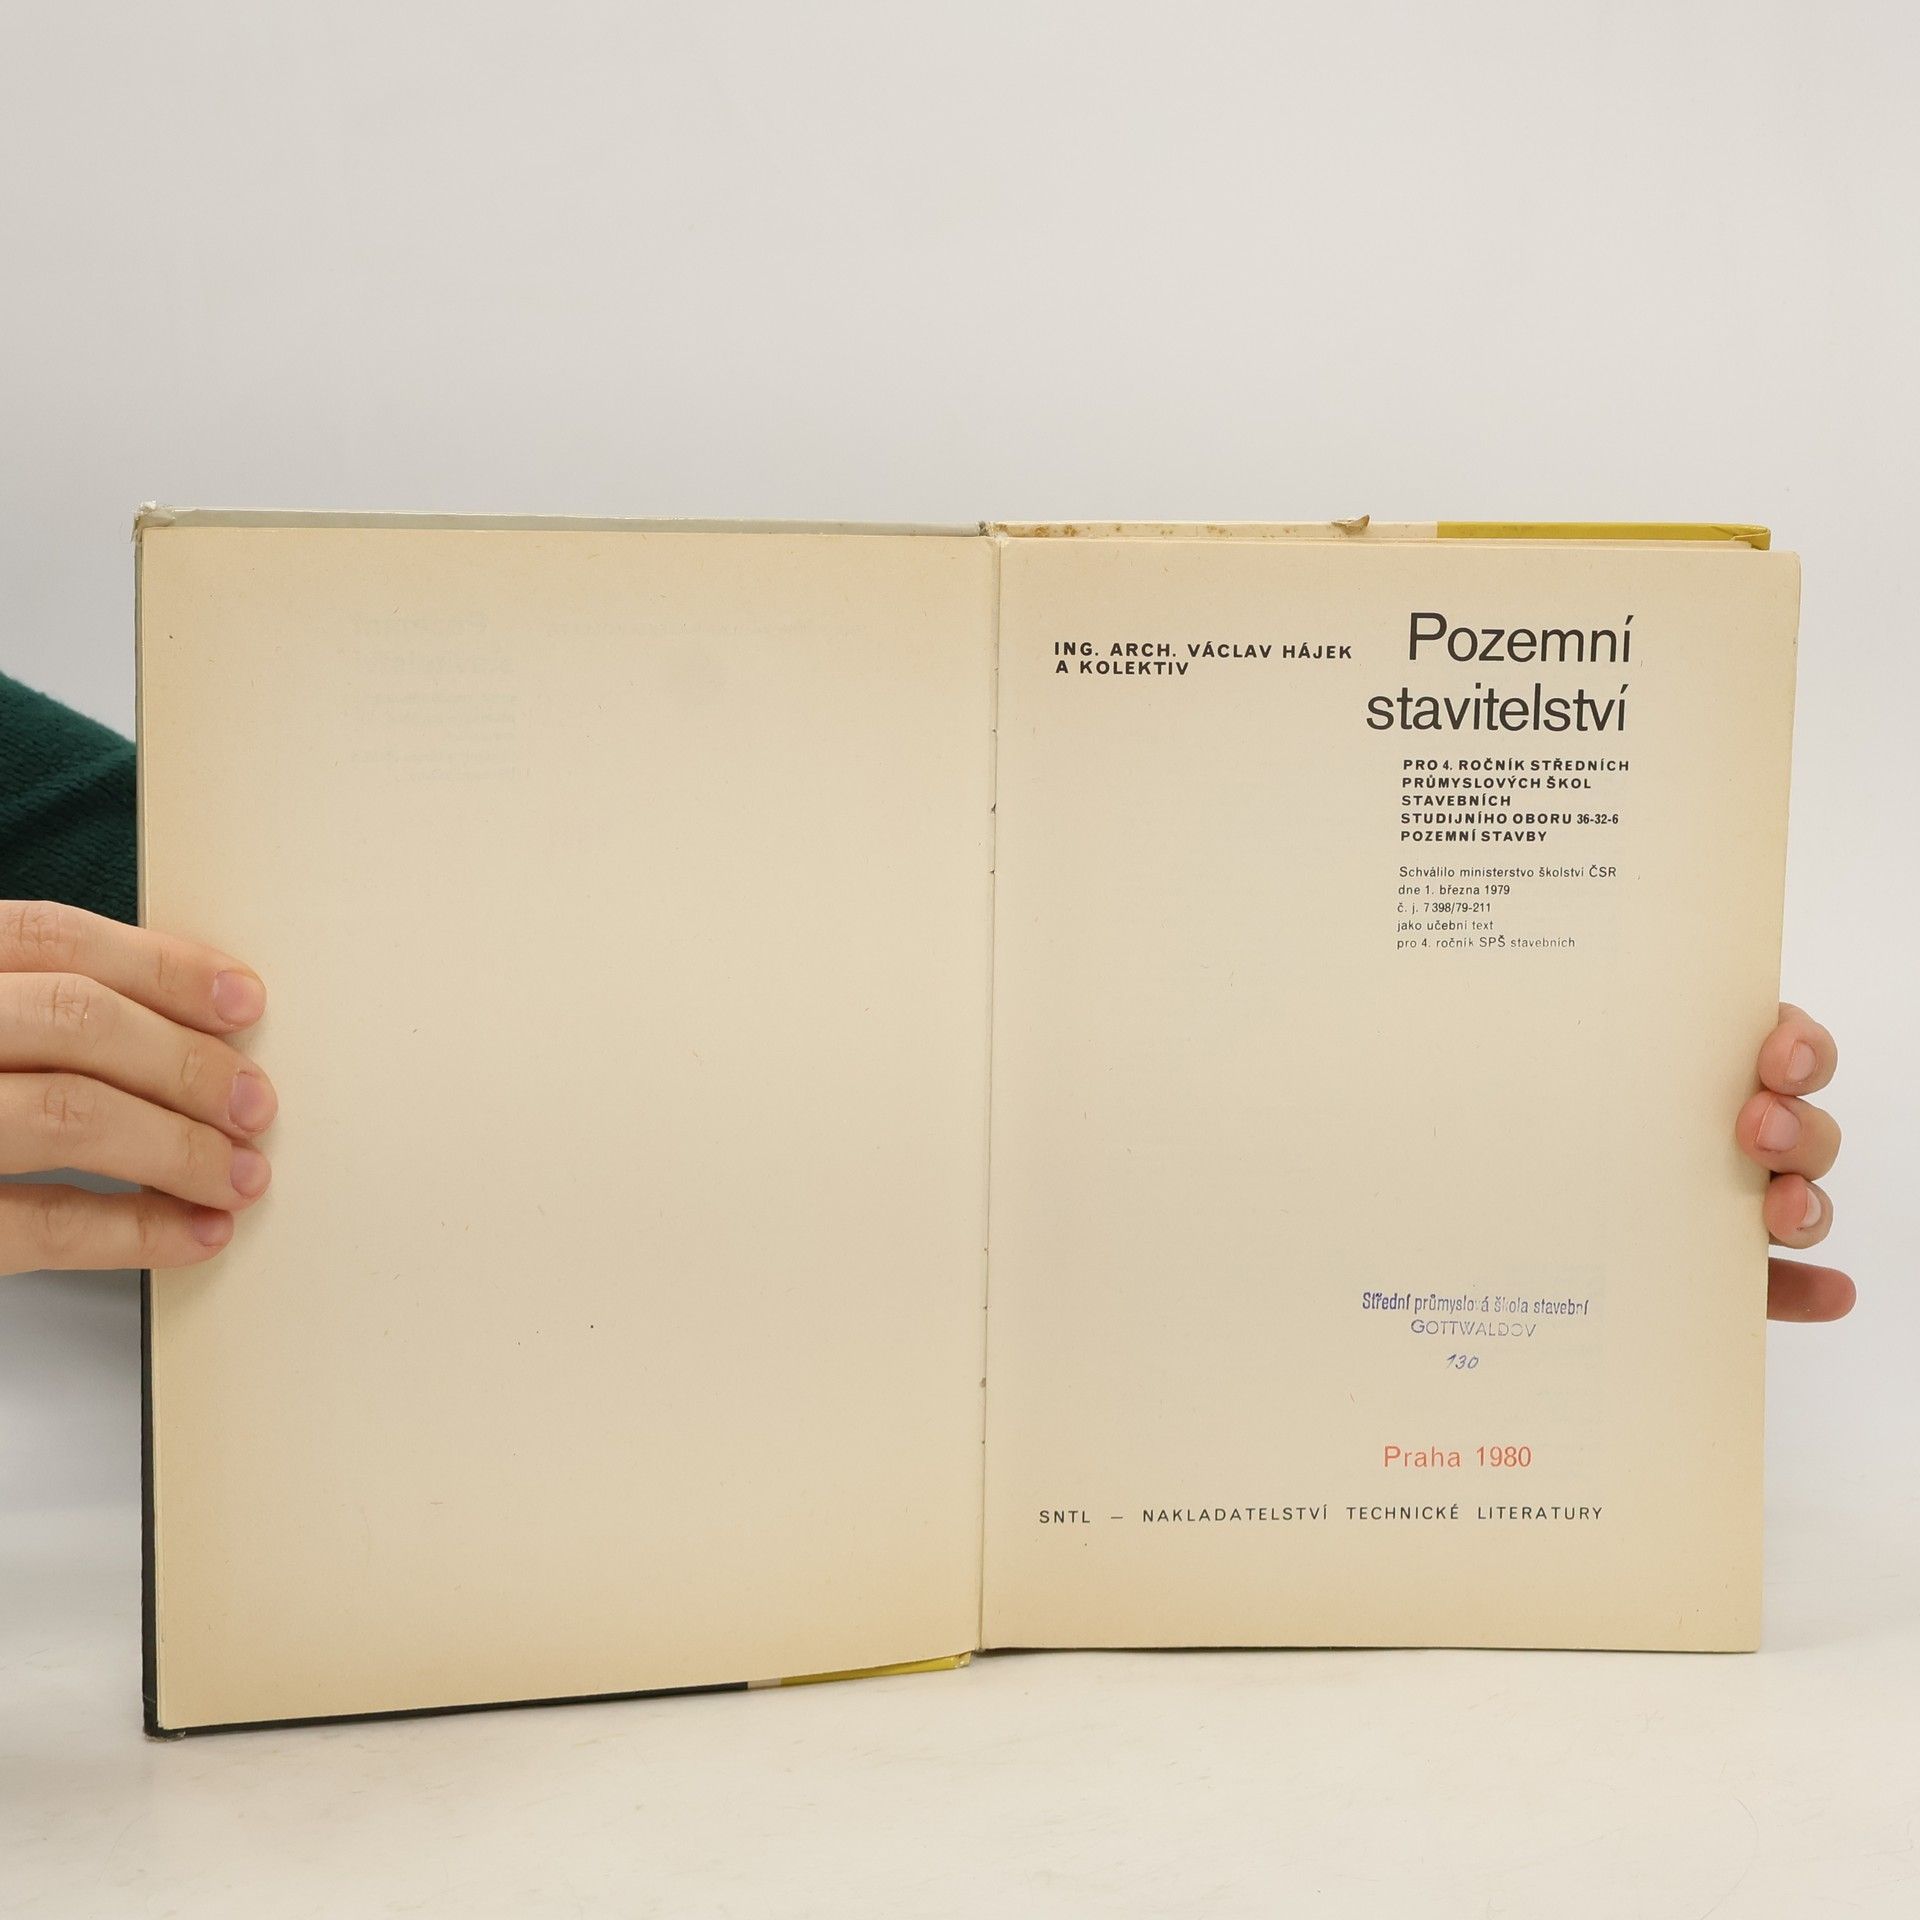 ING. ARCH. VÁCLAV HÁJEK
A KOLEKTIV
Pozemní
stavitelství
PRO 4. ROČNÍK STŘEDNÍCH
PRŮMYSLOVÝCH ŠKOL
STAVEBNÍCH
STUDIJNÍHO OBORU 36-32-6
POZEMNÍ STAVBY
Schválilo ministerstvo školství ČSR
dne 1. března 1979
č. j. 7 398/79-211
jako učební text
pro 4. ročník SPŠ stavebních
Střední průmyslová škola stavební
GOTTWALDOV
130
Praha 1980
SNTL – NAKLADATELSTVÍ TECHNICKÉ LITERATURY